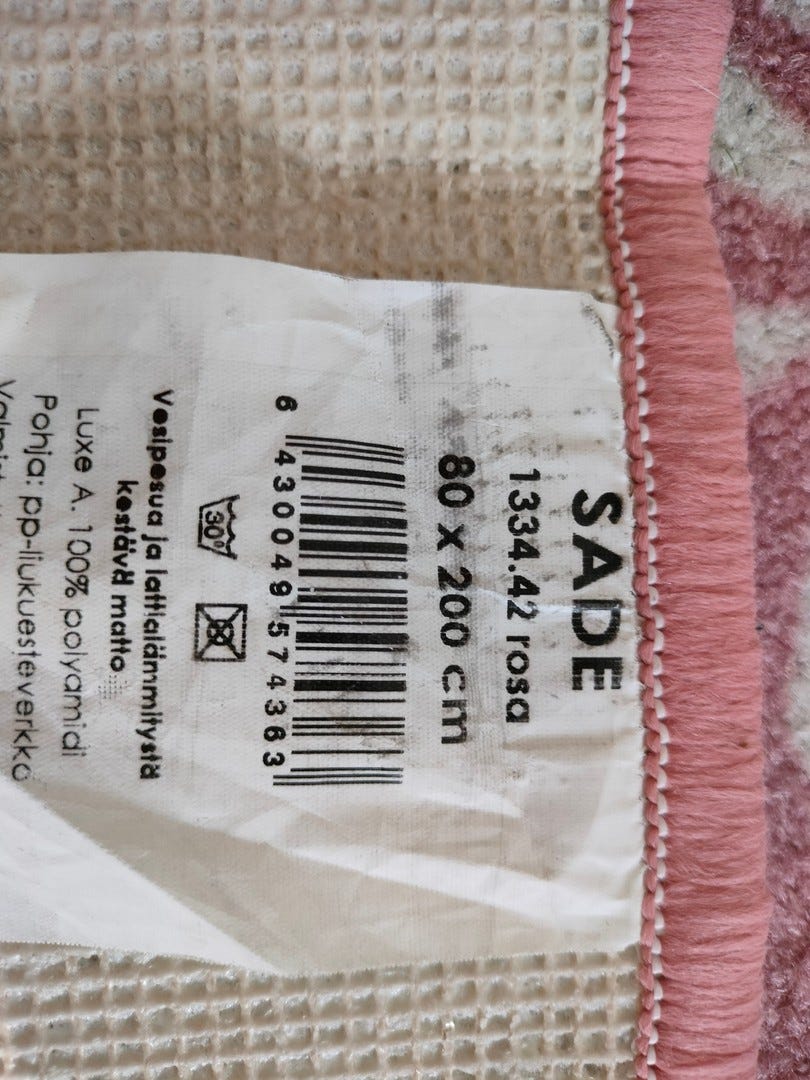 SADE
1334.42 rosa
80 x 200 cm
6 430049 574363
30°
Vesipesua ja lattialämmitystä
kestävä matto
Luxe A. 100% polyamidi
Pohja: pp-liukuesteverkko